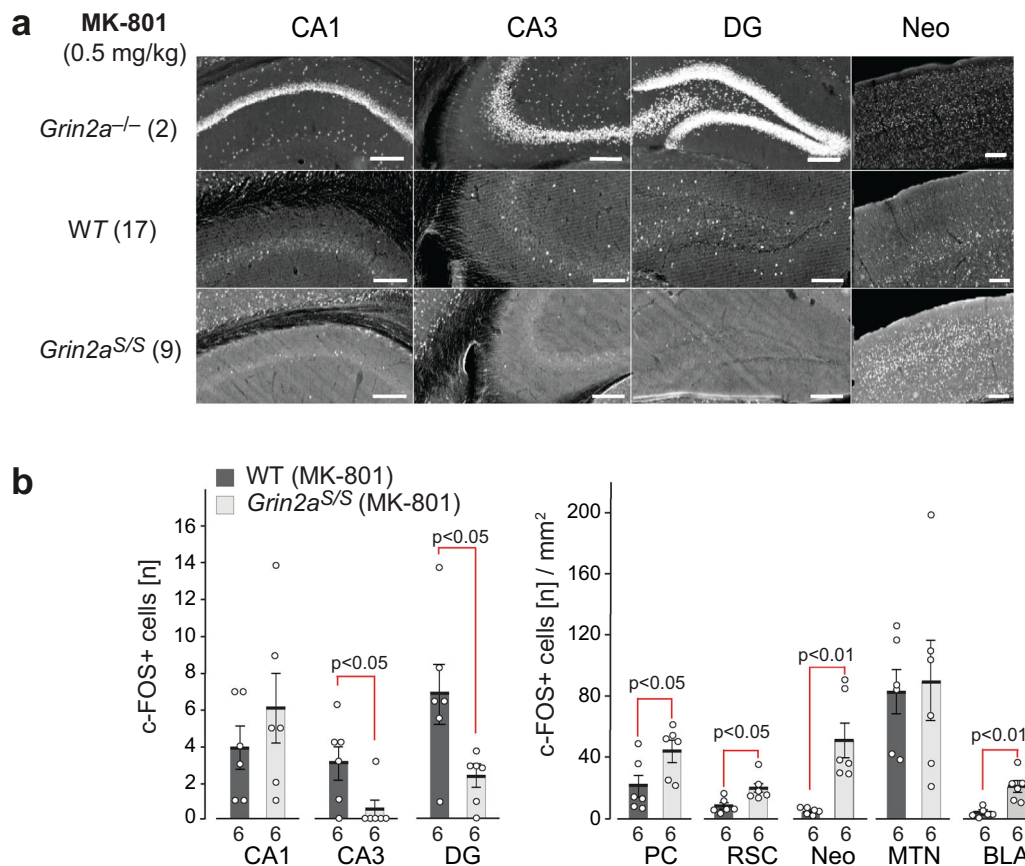 a
MK-801
(0.5 mg/kg)
CA1 CA3 DG Neo
Grin2a–/– (2)
WT (17)
Grin2aS/S (9)
b
WT (MK-801)
Grin2aS/S (MK-801)
c-FOS+ cells [n]
16
14
12
10
8
6
4
2
0
p<0.05
p<0.05
6 6 6 6 6 6
CA1 CA3 DG
c-FOS+ cells [n] / mm2
200
160
120
80
40
0
p<0.05
p<0.05
p<0.01
p<0.01
6 6 6 6 6 6 6 6 6 6
PC RSC Neo MTN BLA